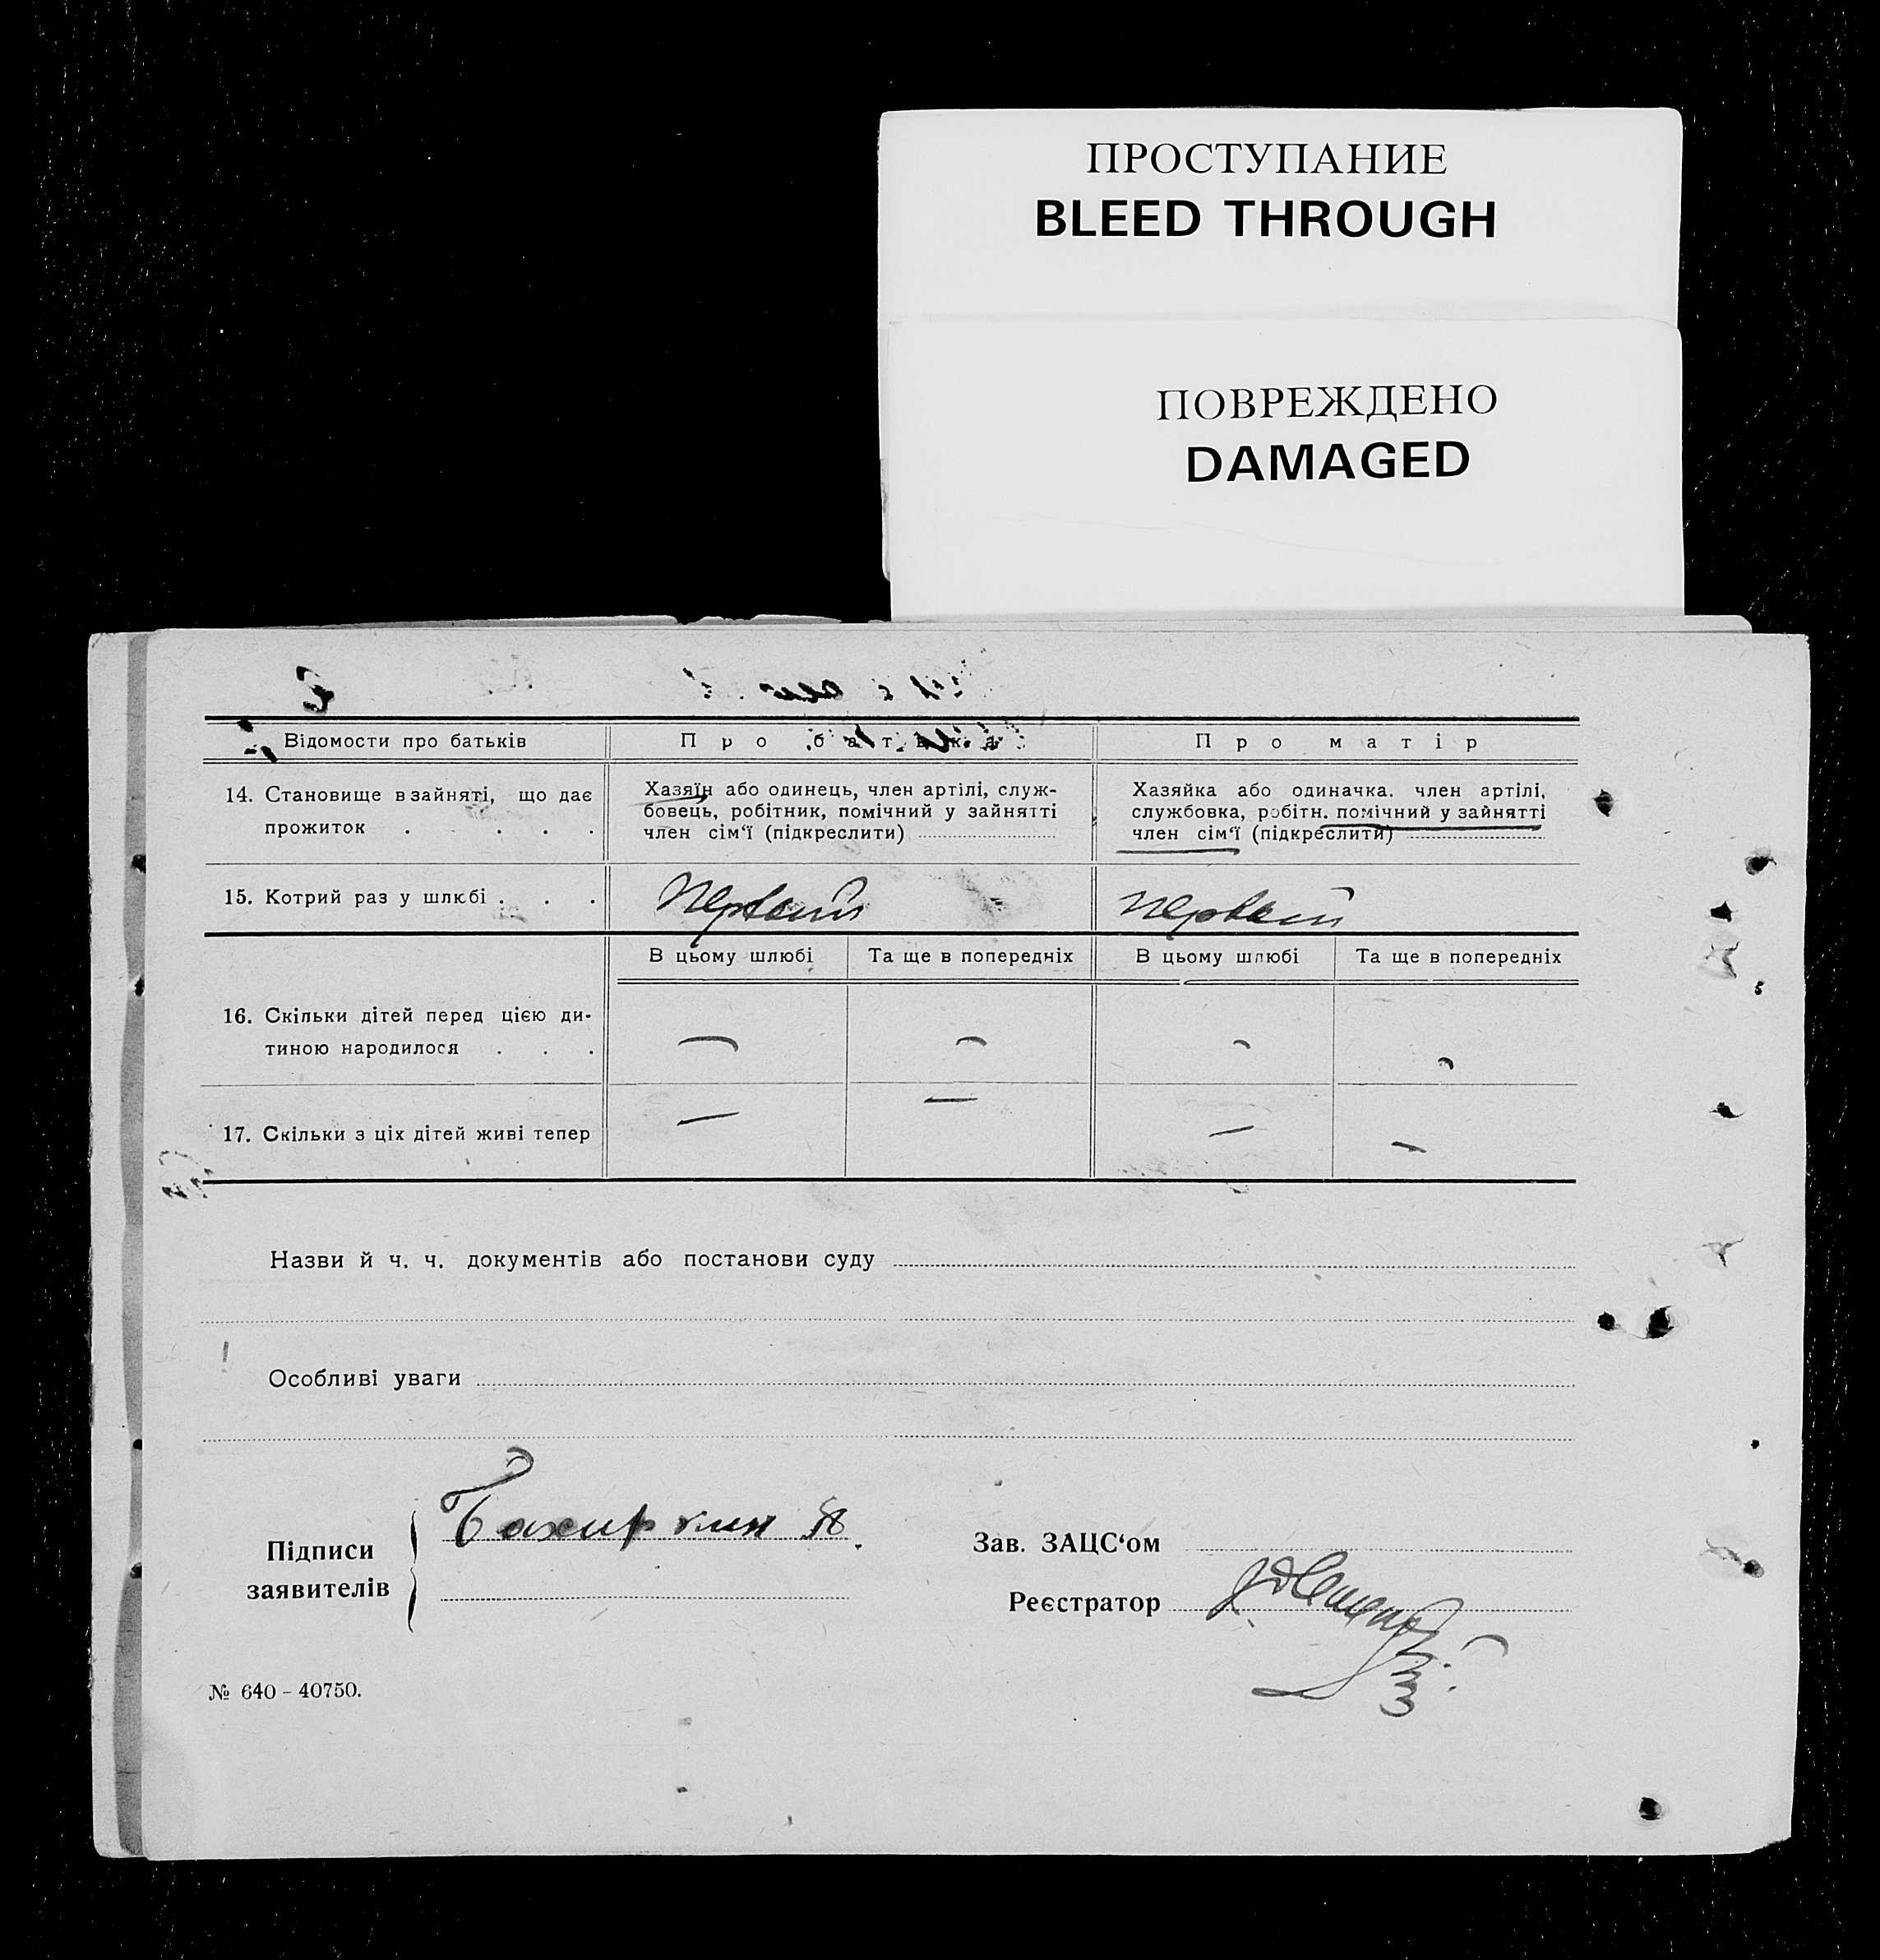 ПРОСТУПАНИЕ
BLEED THROUGH
ПОВРЕЖДЕНО
DAMAGED
Відомости про батьків
Про батька
Про матір
14. Становище в зайняті, що дає
прожиток . . . .
Хазяїн або одинець, член артілі, служ-
бовець, робітник, помічний у зайнятті
член сім‘ї (підкреслити)
Хазяйка або одиначка. член артілі,
службовка, робітн. помічний у зайнятті
член сім‘ї (підкреслити)
15. Котрий раз у шлюбі . . .
Первый
Первый
В цьому шлюбі
Та ще в попередніх
В цьому шлюбі
Та ще в попередніх
16. Скільки дітей перед цією ди-
тиною народилося . . .
— — — —
17. Скільки з ціх дітей живі тепер
— — — —
Назви й ч. ч. документів або постанови суду
Особливі уваги
Підписи
заявителів
Зав. ЗАЦС‘ом
Реєстратор
№ 640 – 40750.